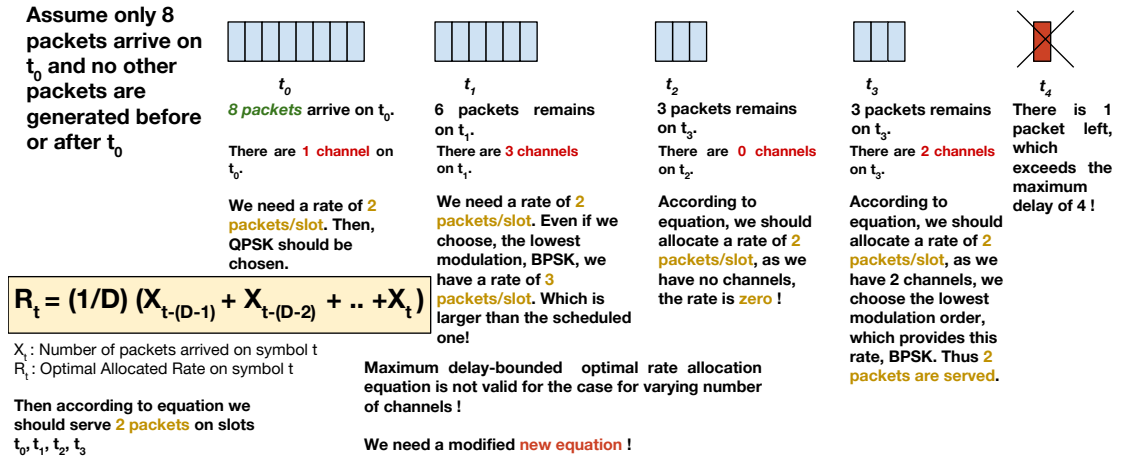 Assume only 8
packets arrive on
t0 and no other
packets are
generated before
or after t0
t0
8 packets arrive on t0.
There are 1 channel on
t0.
We need a rate of 2
packets/slot. Then,
QPSK should be
chosen.
t1
6 packets remains
on t1.
There are 3 channels
on t1.
We need a rate of 2
packets/slot. Even if we
choose, the lowest
modulation, BPSK, we
have a rate of 3
packets/slot. Which is
larger than the scheduled
one!
t2
3 packets remains
on t3.
There are 0 channels
on t2.
According to
equation, we should
allocate a rate of 2
packets/slot, as we
have no channels,
the rate is zero !
t3
3 packets remains
on t3.
There are 2 channels
on t3.
According to
equation, we should
allocate a rate of 2
packets/slot, as we
have 2 channels, we
choose the lowest
modulation order,
which provides this
rate, BPSK. Thus 2
packets are served.
t4
There is 1
packet left,
which
exceeds the
maximum
delay of 4 !
Rt = (1/D) (Xt-(D-1) + Xt-(D-2) + .. +Xt)
Xt : Number of packets arrived on symbol t
Rt : Optimal Allocated Rate on symbol t
Then according to equation we
should serve 2 packets on slots
t0, t1, t2, t3
Maximum delay-bounded optimal rate allocation
equation is not valid for the case for varying number
of channels !
We need a modified new equation !